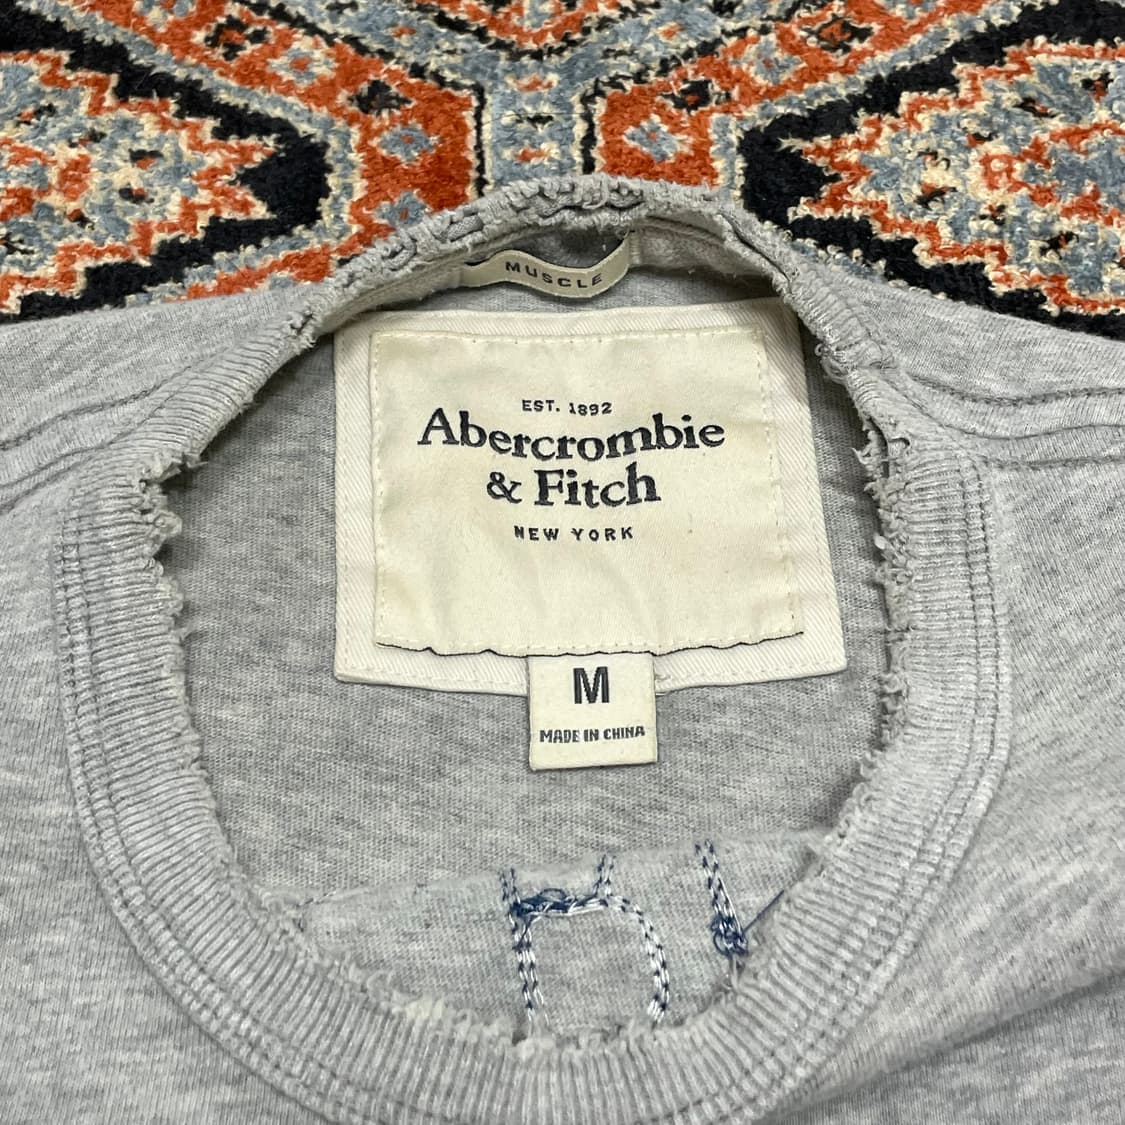 MUSCLE
EST. 1892
Abercrombie
& Fitch
NEW YORK
M
MADE IN CHINA